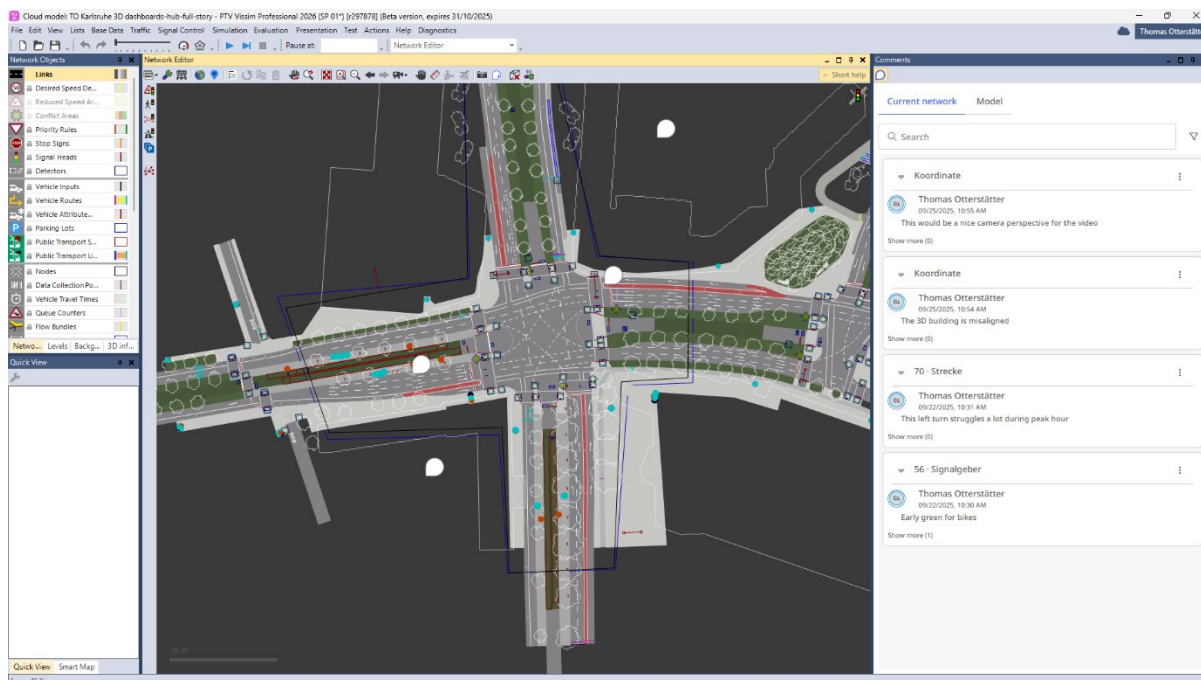 Cloud model: TO Karlsruhe 3D dashboards-hub-full-story - PTV Vissim Professional 2026 [SP 01*) [r297878] (Beta version, expires 31/10/2025)
File Edit View Lists Base Data Traffic Signal Control Simulation Evaluation Presentation Test Actions Help Diagnostics
Thomas Otterstätte
Pause at:
Network Editor
Network Objects
Links
Desired Speed De...
Reduced Speed Ar...
Conflict Areas
Priority Rules
Stop Signs
Signal Heads
Detectors
Vehicle Inputs
Vehicle Routes
Vehicle Attribute...
Parking Lots
Public Transport S...
Public Transport Li...
Nodes
Data Collection Po...
Vehicle Travel Times
Queue Counters
Flow Bundles
Netwo... Levels Backg... 3D inf...
Quick View
Quick View Smart Map
Network Editor
Short help
Comments
Current network Model
Search
Koordinate
TO
Thomas Otterstätter
09/25/2025, 10:55 AM
This would be a nice camera perspective for the video
Show more (0)
Koordinate
TO
Thomas Otterstätter
09/25/2025, 10:54 AM
The 3D building is misaligned
Show more (0)
70 - Strecke
TO
Thomas Otterstätter
09/22/2025, 10:31 AM
This left turn struggles a lot during peak hour
Show more (0)
56 - Signalgeber
TO
Thomas Otterstätter
09/22/2025, 10:30 AM
Early green for bikes
Show more (1)